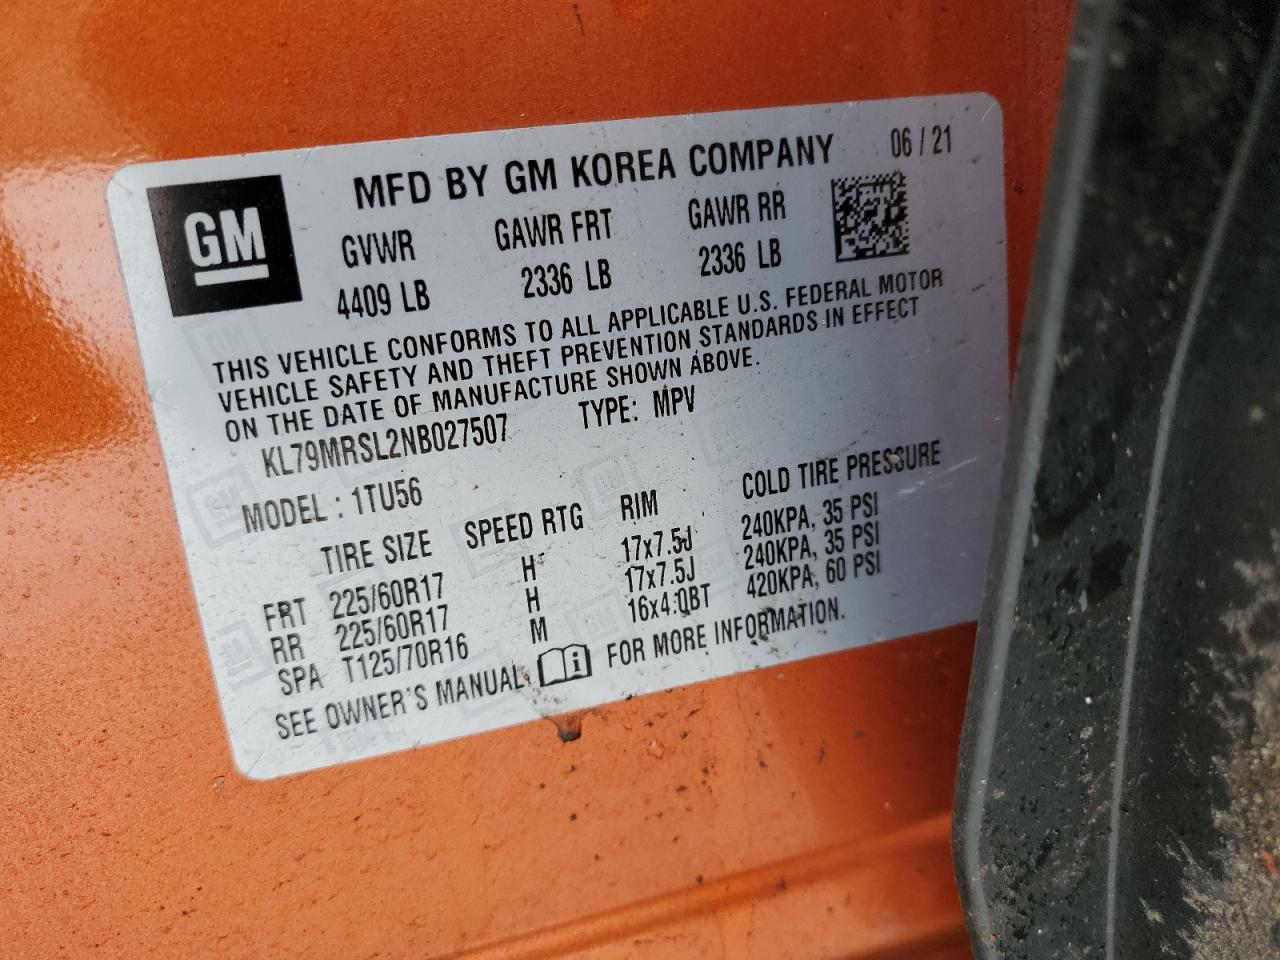 MFD BY GM KOREA COMPANY 06 / 21
GM
GVWR GAWR FRT GAWR RR
4409 LB 2336 LB 2336 LB
THIS VEHICLE CONFORMS TO ALL APPLICABLE U.S. FEDERAL MOTOR
VEHICLE SAFETY AND THEFT PREVENTION STANDARDS IN EFFECT
ON THE DATE OF MANUFACTURE SHOWN ABOVE.
KL79MRSL2NB027507 TYPE: MPV
MODEL : 1TU56
TIRE SIZE SPEED RTG RIM COLD TIRE PRESSURE
FRT 225/60R17 H 17x7.5J 240KPA, 35 PSI
RR 225/60R17 H 17x7.5J 240KPA, 35 PSI
SPA T125/70R16 M 16x4.0BT 420KPA, 60 PSI
SEE OWNER'S MANUAL i FOR MORE INFORMATION.